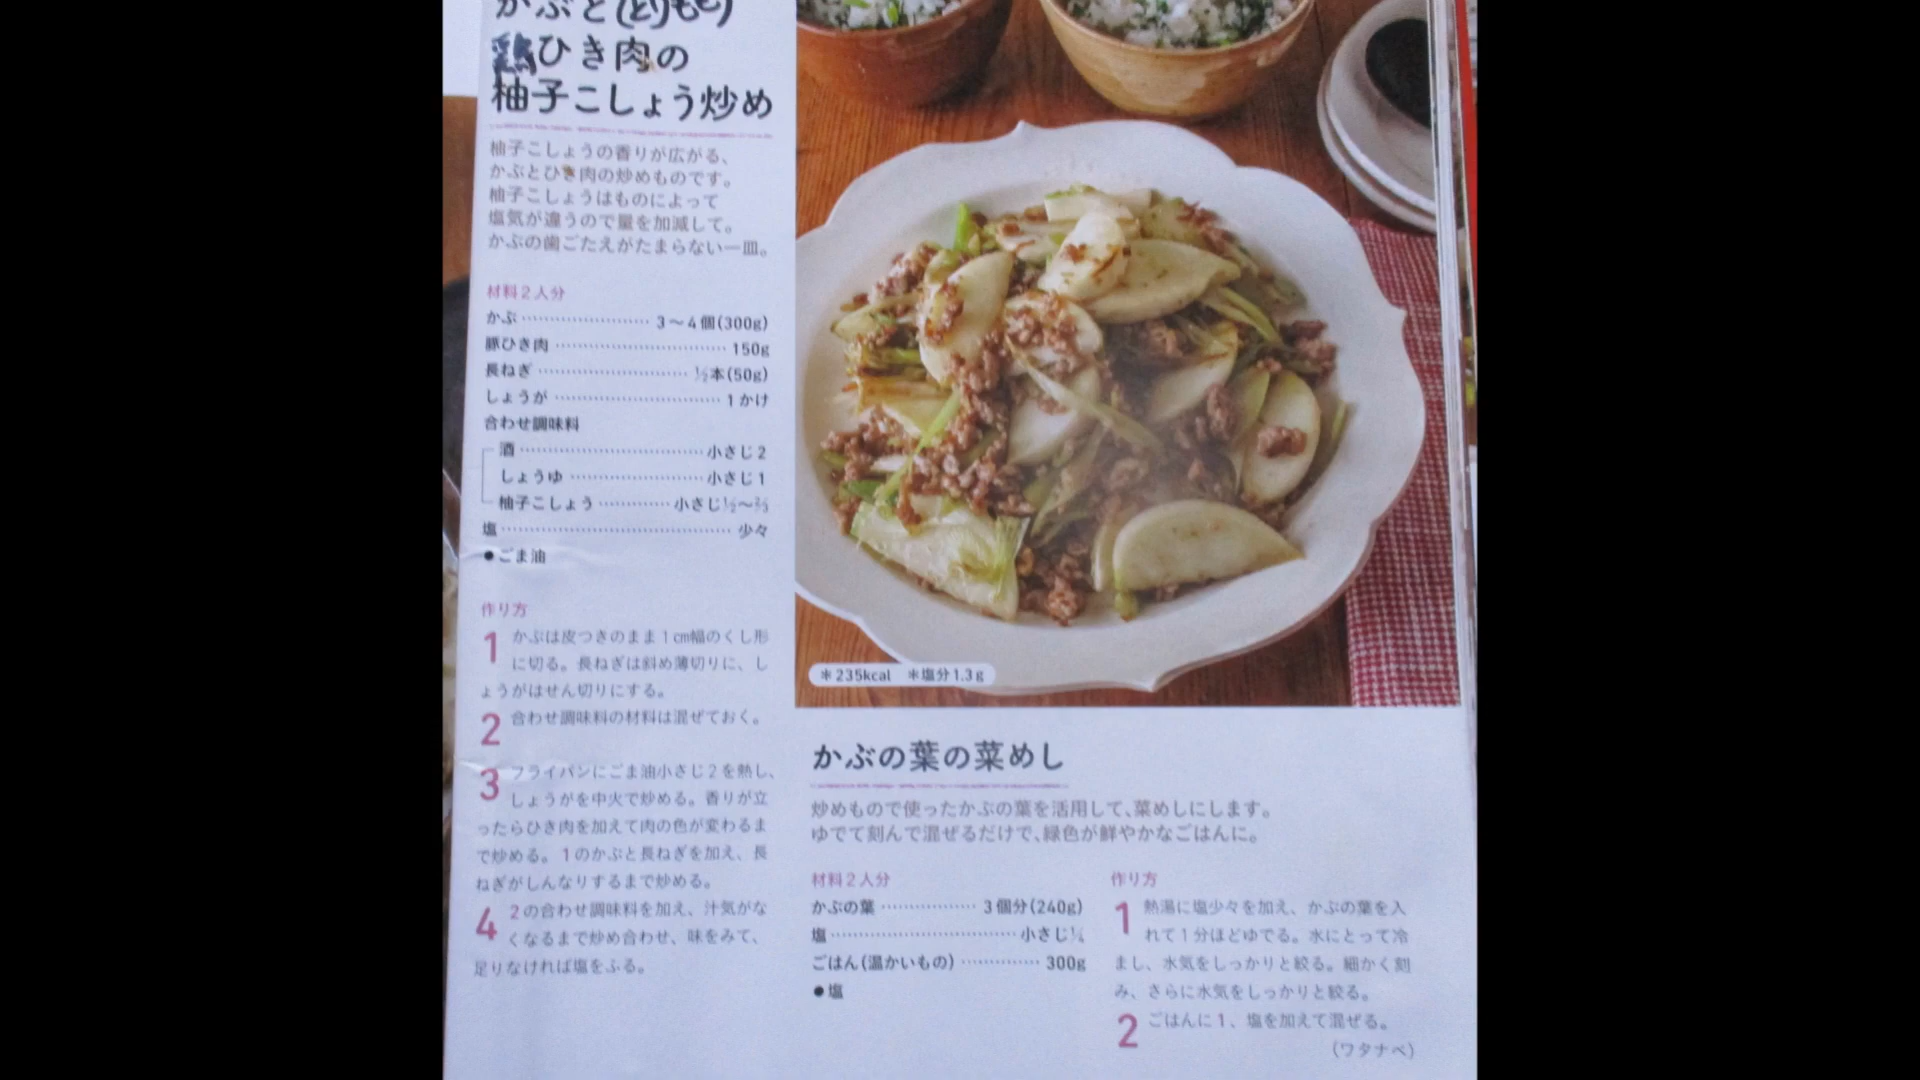 かぶと(とりもも)
鶏ひき肉の
柚子こしょう炒め
柚子こしょうの香りが広がる、
かぶとひき肉の炒めものです。
柚子こしょうはものによって
塩気が違うので量を加減して。
かぶの歯ごたえがたまらない一皿。
材料2人分
かぶ 3〜4個(300g)
豚ひき肉 150g
長ねぎ ½本(50g)
しょうが 1かけ
合わせ調味料
酒 小さじ2
しょうゆ 小さじ1
柚子こしょう 小さじ½〜⅔
塩 少々
●ごま油
作り方
1 かぶは皮つきのまま1cm幅のくし形
に切る。長ねぎは斜め薄切りに、し
ょうがはせん切りにする。
2 合わせ調味料の材料は混ぜておく。
3 フライパンにごま油小さじ2を熱し、
しょうがを中火で炒める。香りが立
ったらひき肉を加えて肉の色が変わるま
で炒める。1のかぶと長ねぎを加え、長
ねぎがしんなりするまで炒める。
4 2の合わせ調味料を加え、汁気がな
くなるまで炒め合わせ、味をみて、
足りなければ塩をふる。
＊235kcal ＊塩分1.3g
かぶの葉の菜めし
炒めもので使ったかぶの葉を活用して、菜めしにします。
ゆでて刻んで混ぜるだけで、緑色が鮮やかなごはんに。
材料2人分
かぶの葉 3個分(240g)
塩 小さじ¼
ごはん(温かいもの) 300g
●塩
作り方
1 熱湯に塩少々を加え、かぶの葉を入
れて1分ほどゆでる。水にとって冷
まし、水気をしっかりと絞る。細かく刻
み、さらに水気をしっかりと絞る。
2 ごはんに1、塩を加えて混ぜる。
(ワタナベ)